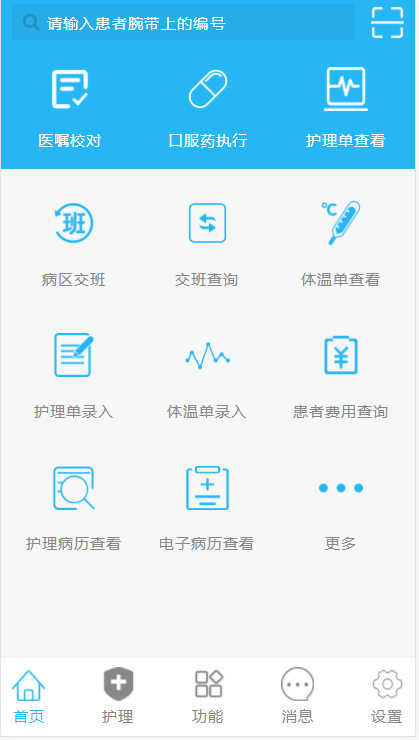 请输入患者腕带上的编号
医嘱校对 口服药执行 护理单查看
班
病区交班 交班查询 体温单查看
护理单录入 体温单录入 患者费用查询
护理病历查看 电子病历查看 更多
首页 护理 功能 消息 设置